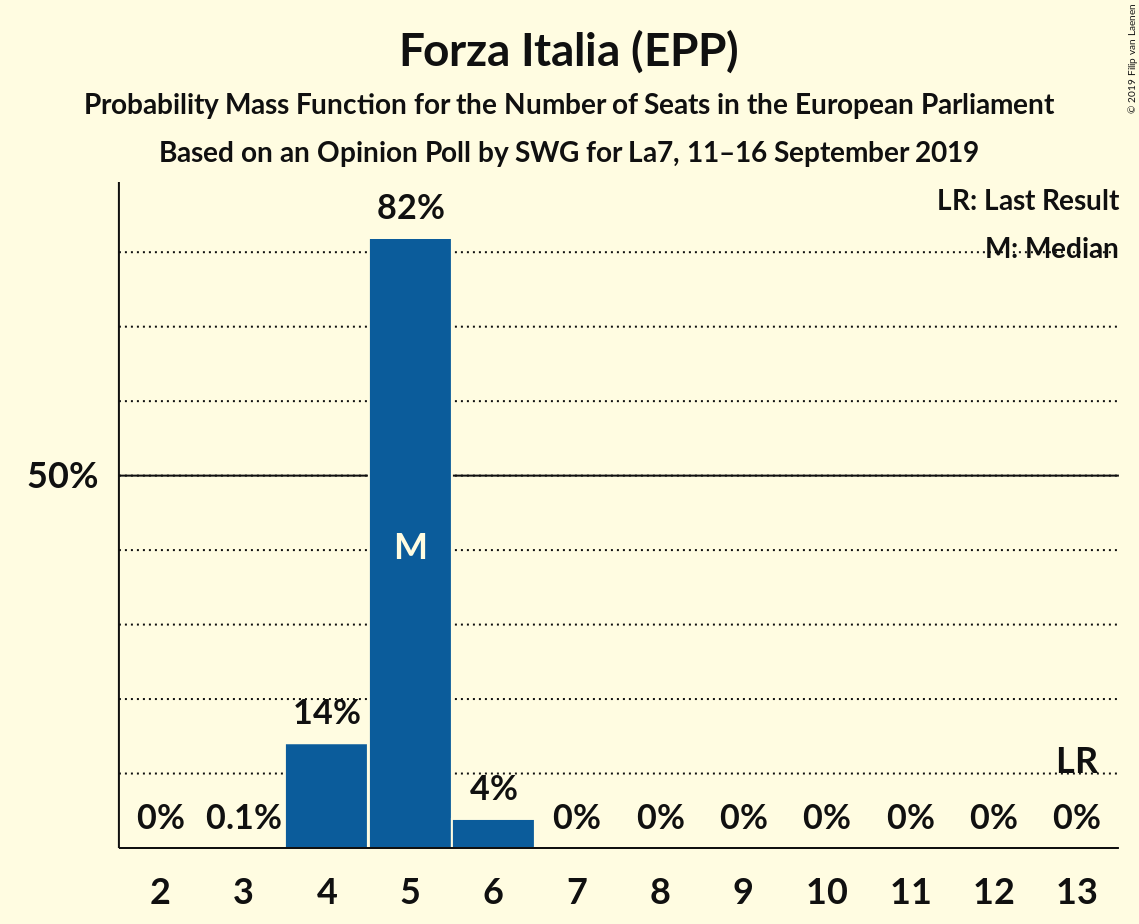 Forza Italia (EPP)
Probability Mass Function for the Number of Seats in the European Parliament
Based on an Opinion Poll by SWG for La7, 11–16 September 2019
© 2019 Filip van Laenen
LR: Last Result
M: Median
82%
50%
M
14%
LR
4%
0% 0.1% 0% 0% 0% 0% 0% 0% 0%
2 3 4 5 6 7 8 9 10 11 12 13